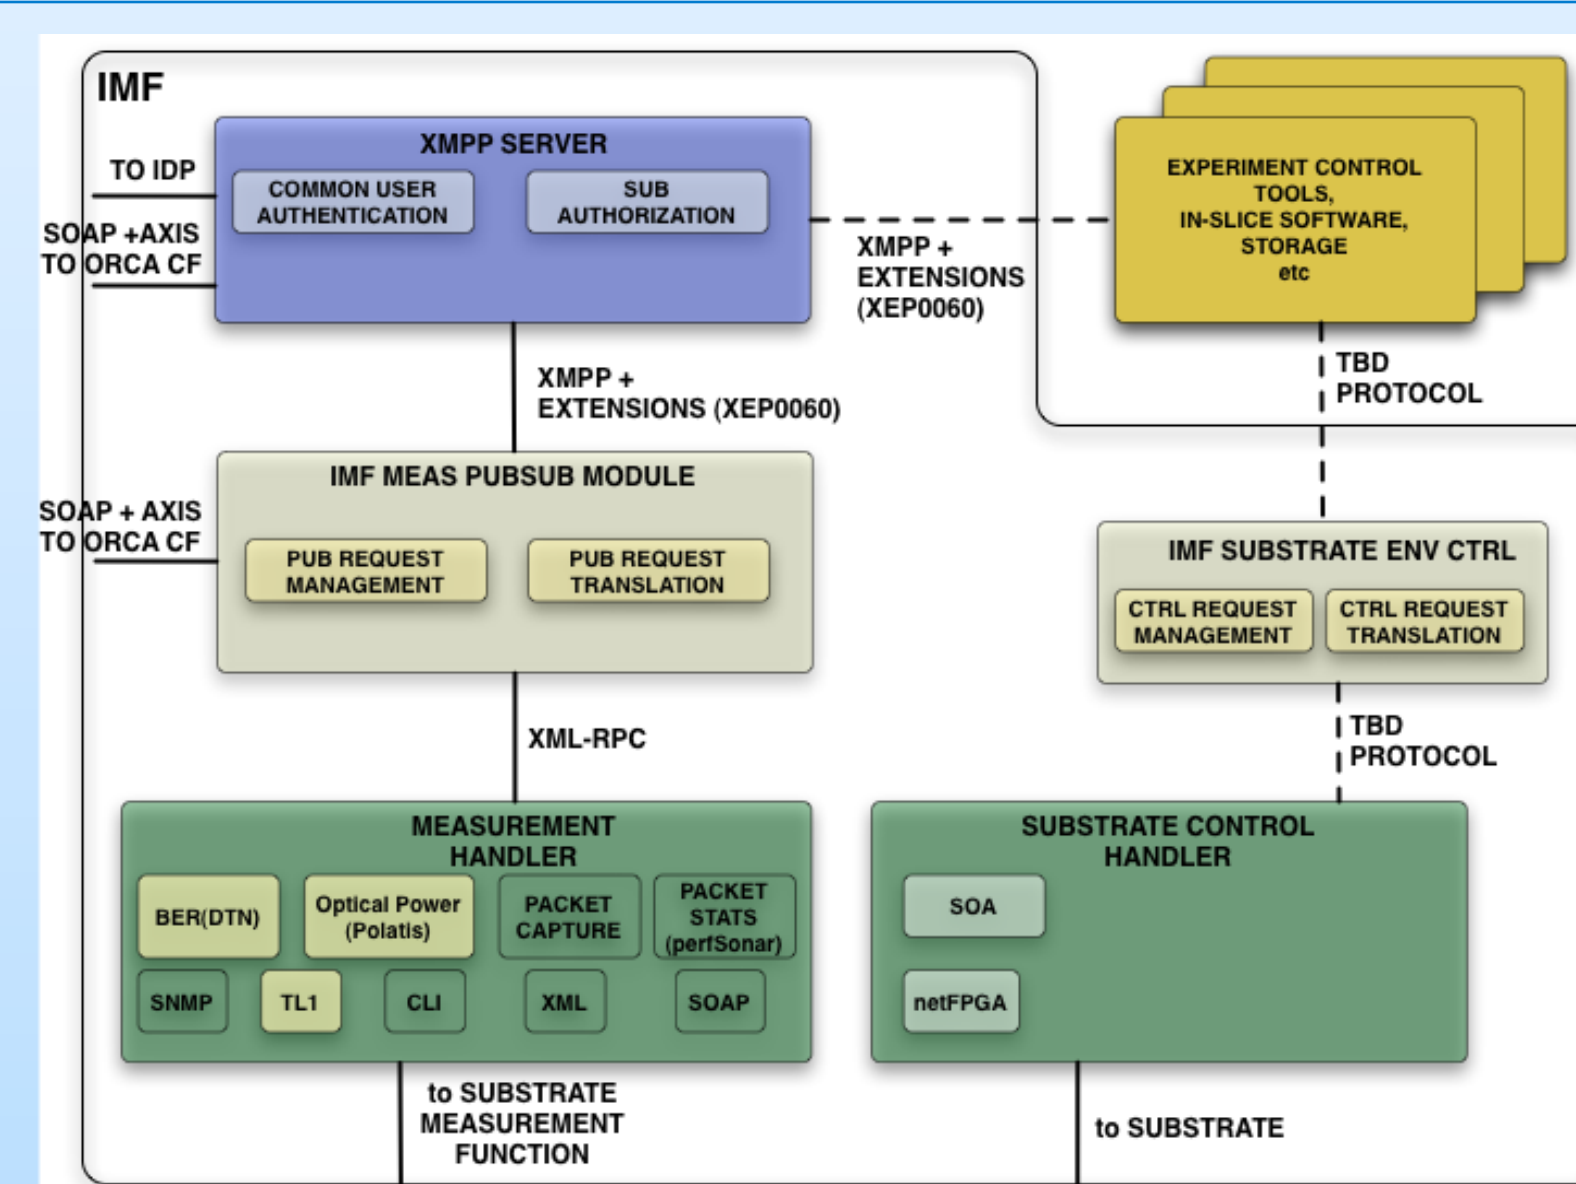 IMF
XMPP SERVER
TO IDP
COMMON USER
AUTHENTICATION
SUB
AUTHORIZATION
SOAP +AXIS
TO ORCA CF
XMPP +
EXTENSIONS
(XEP0060)
EXPERIMENT CONTROL
TOOLS,
IN-SLICE SOFTWARE,
STORAGE
etc
TBD
PROTOCOL
XMPP +
EXTENSIONS (XEP0060)
IMF MEAS PUBSUB MODULE
SOAP + AXIS
TO ORCA CF
PUB REQUEST
MANAGEMENT
PUB REQUEST
TRANSLATION
IMF SUBSTRATE ENV CTRL
CTRL REQUEST
MANAGEMENT
CTRL REQUEST
TRANSLATION
XML-RPC
TBD
PROTOCOL
MEASUREMENT
HANDLER
BER(DTN)
Optical Power
(Polatis)
PACKET
CAPTURE
PACKET
STATS
(perfSonar)
SNMP
TL1
CLI
XML
SOAP
SUBSTRATE CONTROL
HANDLER
SOA
netFPGA
to SUBSTRATE
MEASUREMENT
FUNCTION
to SUBSTRATE